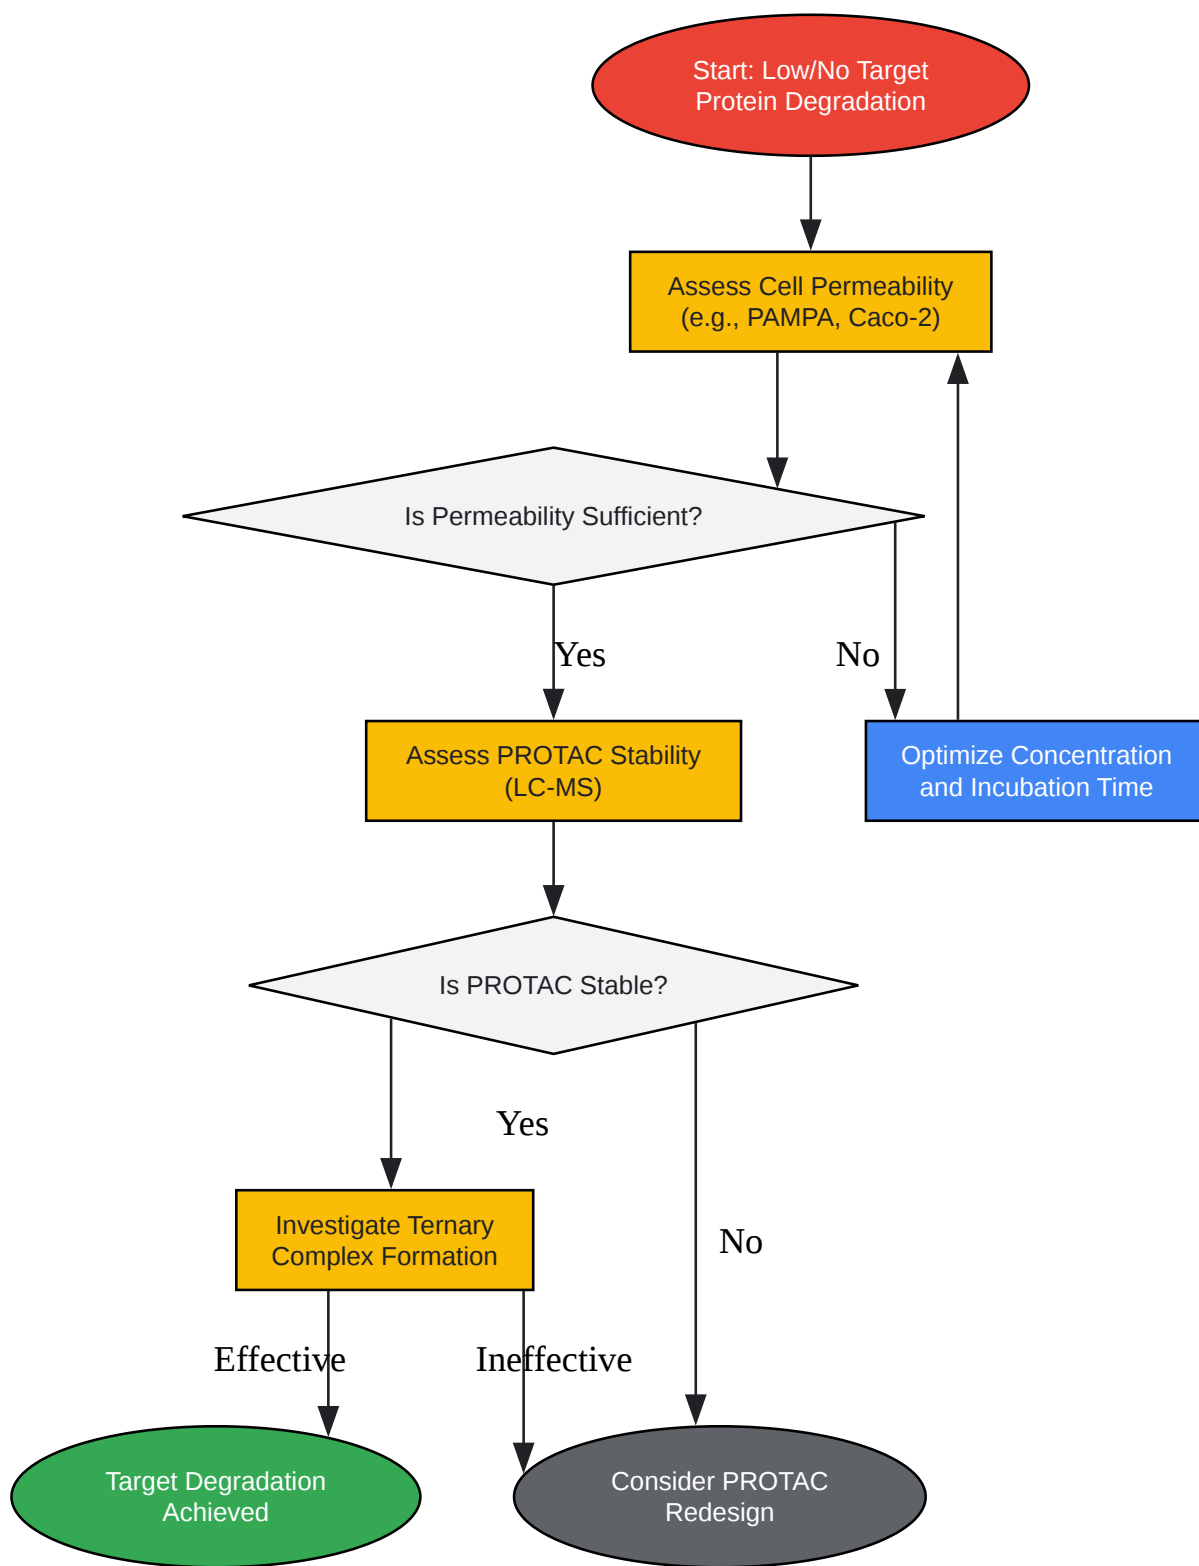 Start: Low/No Target
Protein Degradation
Assess Cell Permeability
(e.g., PAMPA, Caco-2)
Is Permeability Sufficient?
Yes
No
Assess PROTAC Stability
(LC-MS)
Optimize Concentration
and Incubation Time
Is PROTAC Stable?
Yes
Investigate Ternary
Complex Formation
No
Effective
Ineffective
Target Degradation
Achieved
Consider PROTAC
Redesign